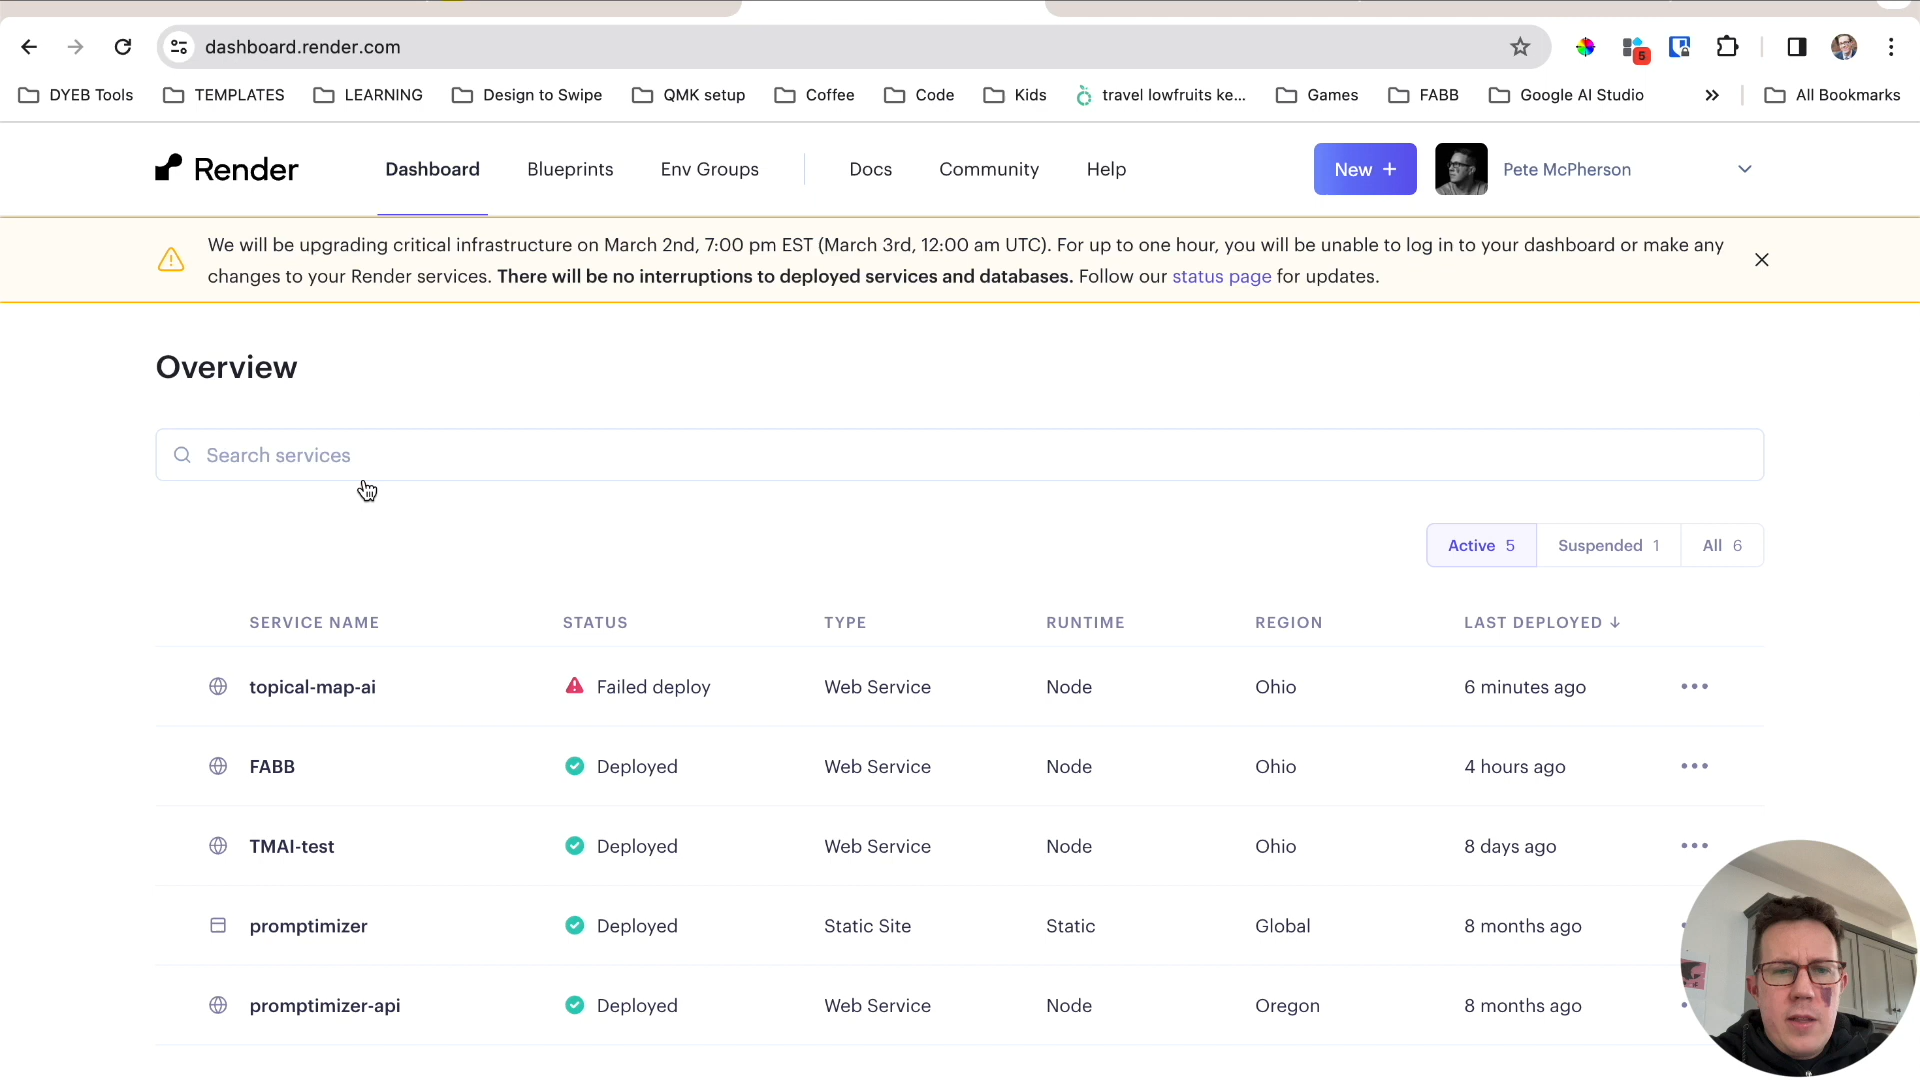 dashboard.render.com
5
DYEB Tools
TEMPLATES
LEARNING
Design to Swipe
QMK setup
Coffee
Code
Kids
travel lowfruits ke...
Games
FABB
Google AI Studio
All Bookmarks
Render
Dashboard
Blueprints
Env Groups
Docs
Community
Help
New +
Pete McPherson
We will be upgrading critical infrastructure on March 2nd, 7:00 pm EST (March 3rd, 12:00 am UTC). For up to one hour, you will be unable to log in to your dashboard or make any
changes to your Render services. There will be no interruptions to deployed services and databases. Follow our status page for updates.
Overview
Search services
Active 5
Suspended 1
All 6
SERVICE NAME STATUS TYPE RUNTIME REGION LAST DEPLOYED ↓
topical-map-ai Failed deploy Web Service Node Ohio 6 minutes ago
FABB Deployed Web Service Node Ohio 4 hours ago
TMAI-test Deployed Web Service Node Ohio 8 days ago
promptimizer Deployed Static Site Static Global 8 months ago
promptimizer-api Deployed Web Service Node Oregon 8 months ago